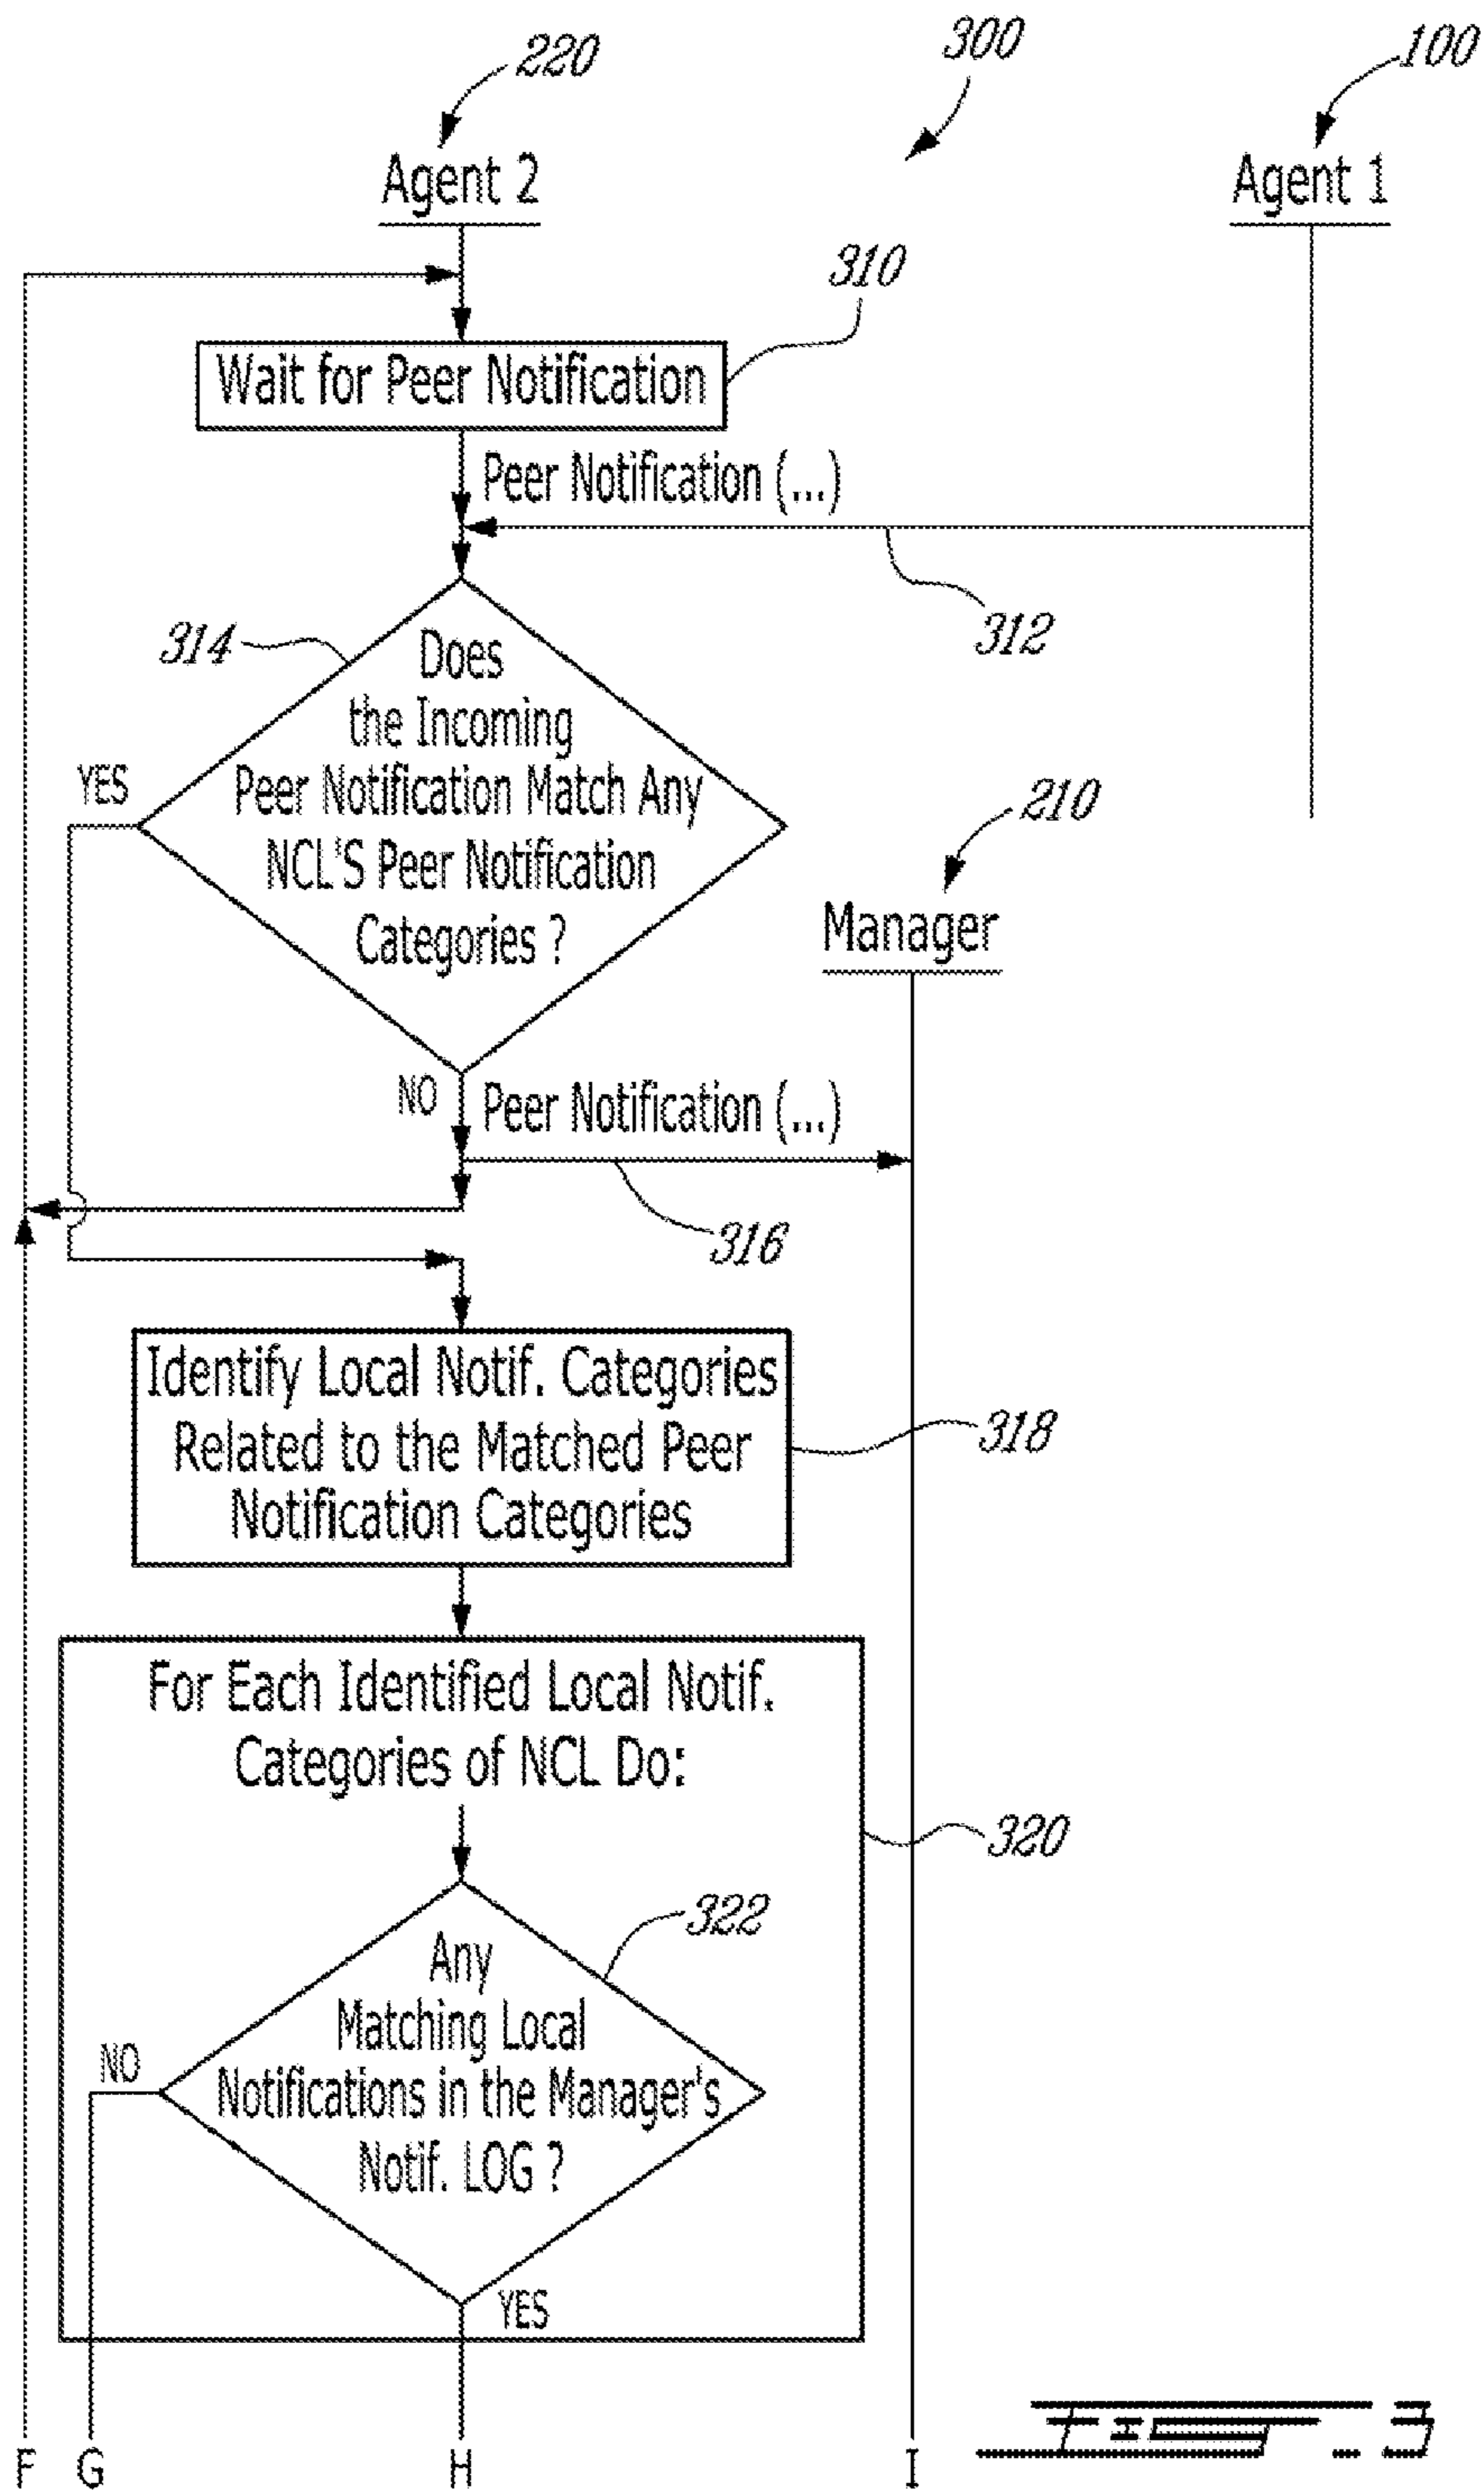 220
300
100
Agent 2
Agent 1
310
Wait for Peer Notification
Peer Notification (...)
312
314
Does
the Incoming
Peer Notification Match Any
NCL'S Peer Notification
Categories ?
YES
210
Manager
NO
Peer Notification (...)
316
Identify Local Notif. Categories
Related to the Matched Peer
Notification Categories
318
For Each Identified Local Notif.
Categories of NCL Do:
320
322
Any
Matching Local
Notifications in the Manager's
Notif. LOG ?
NO
YES
F G H I